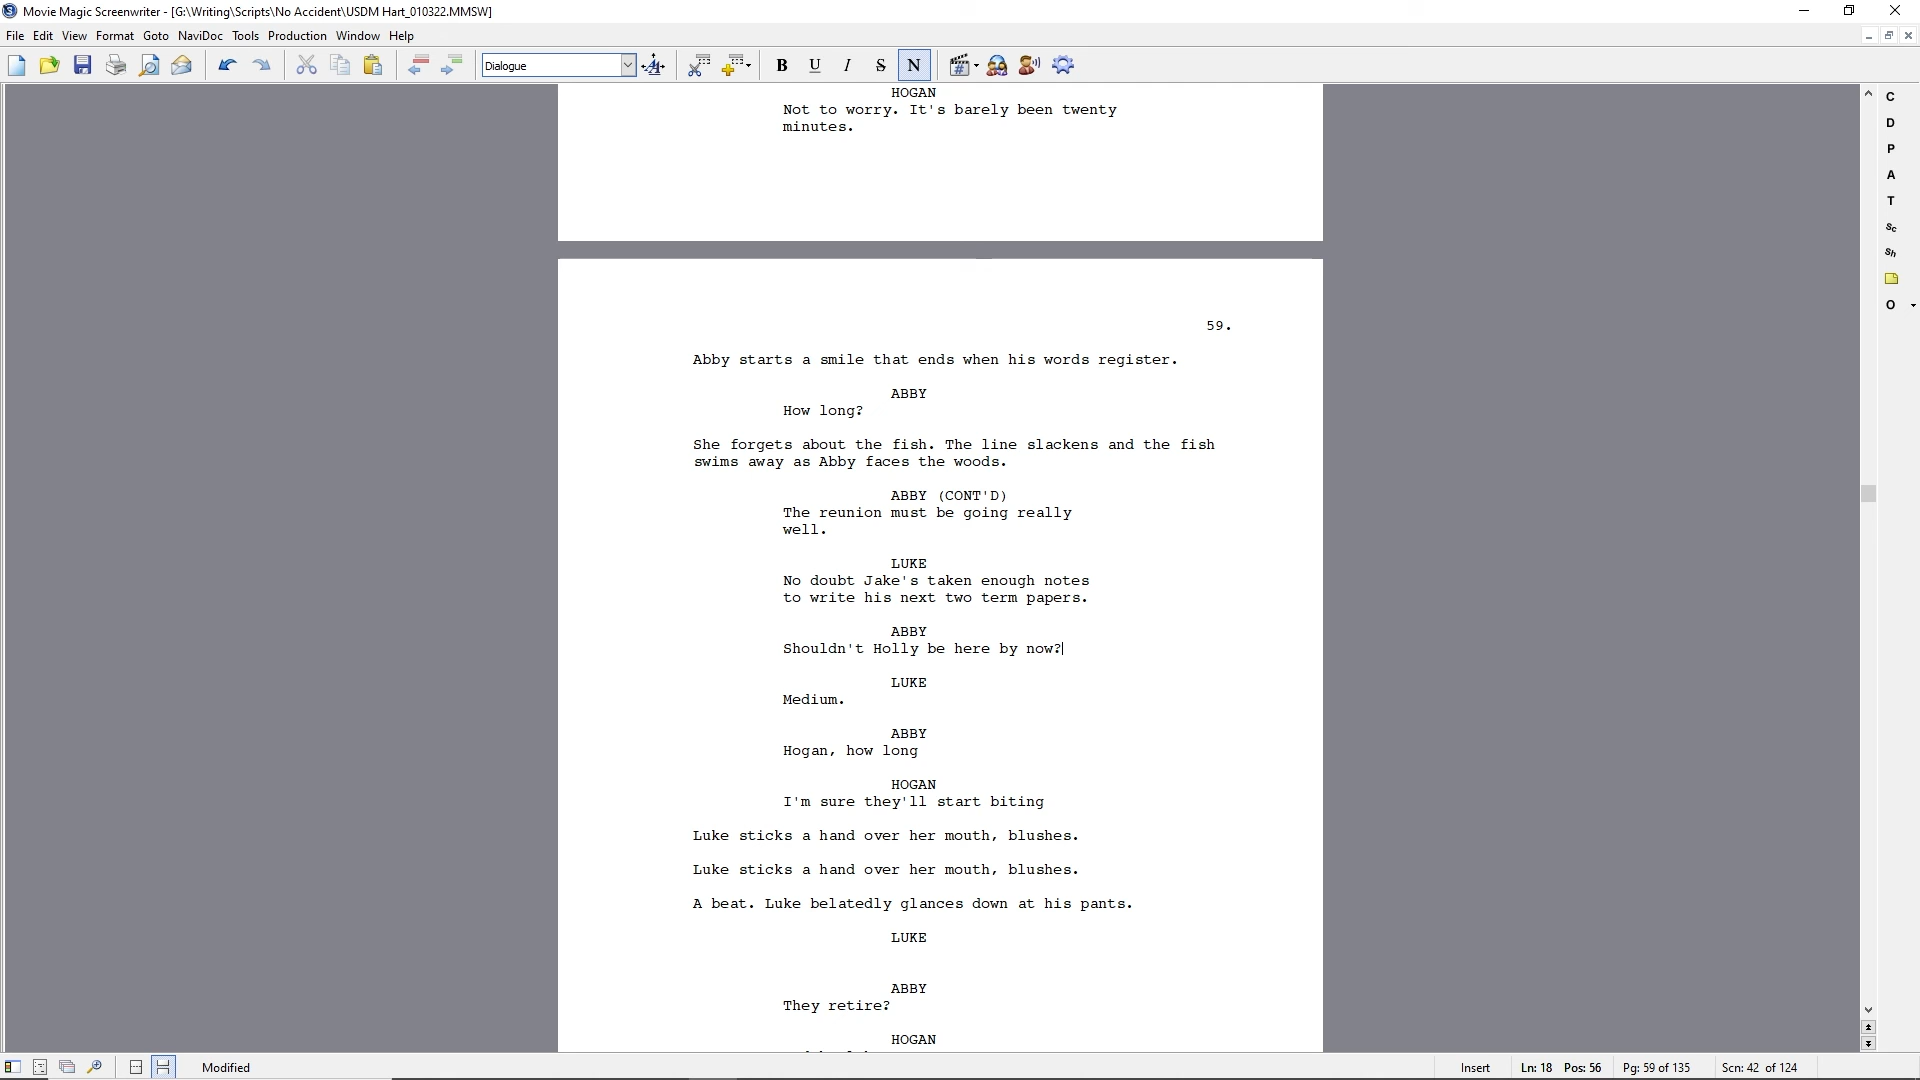 Movie Magic Screenwriter - [G:\Writing\Scripts\No Accident\USDM Hart_010322.MMSW]
File Edit View Format Goto NaviDoc Tools Production Window Help
Dialogue
B U I S N
HOGAN
Not to worry. It's barely been twenty
minutes.
59.
Abby starts a smile that ends when his words register.
ABBY
How long?
She forgets about the fish. The line slackens and the fish
swims away as Abby faces the woods.
ABBY (CONT'D)
The reunion must be going really
well.
LUKE
No doubt Jake's taken enough notes
to write his next two term papers.
ABBY
Shouldn't Holly be here by now?
LUKE
Medium.
ABBY
Hogan, how long
HOGAN
I'm sure they'll start biting
Luke sticks a hand over her mouth, blushes.
Luke sticks a hand over her mouth, blushes.
A beat. Luke belatedly glances down at his pants.
LUKE
ABBY
They retire?
HOGAN
C
D
P
A
T
Sc
Sh
O
Modified
Insert Ln: 18 Pos: 56 Pg: 59 of 135 Scn: 42 of 124